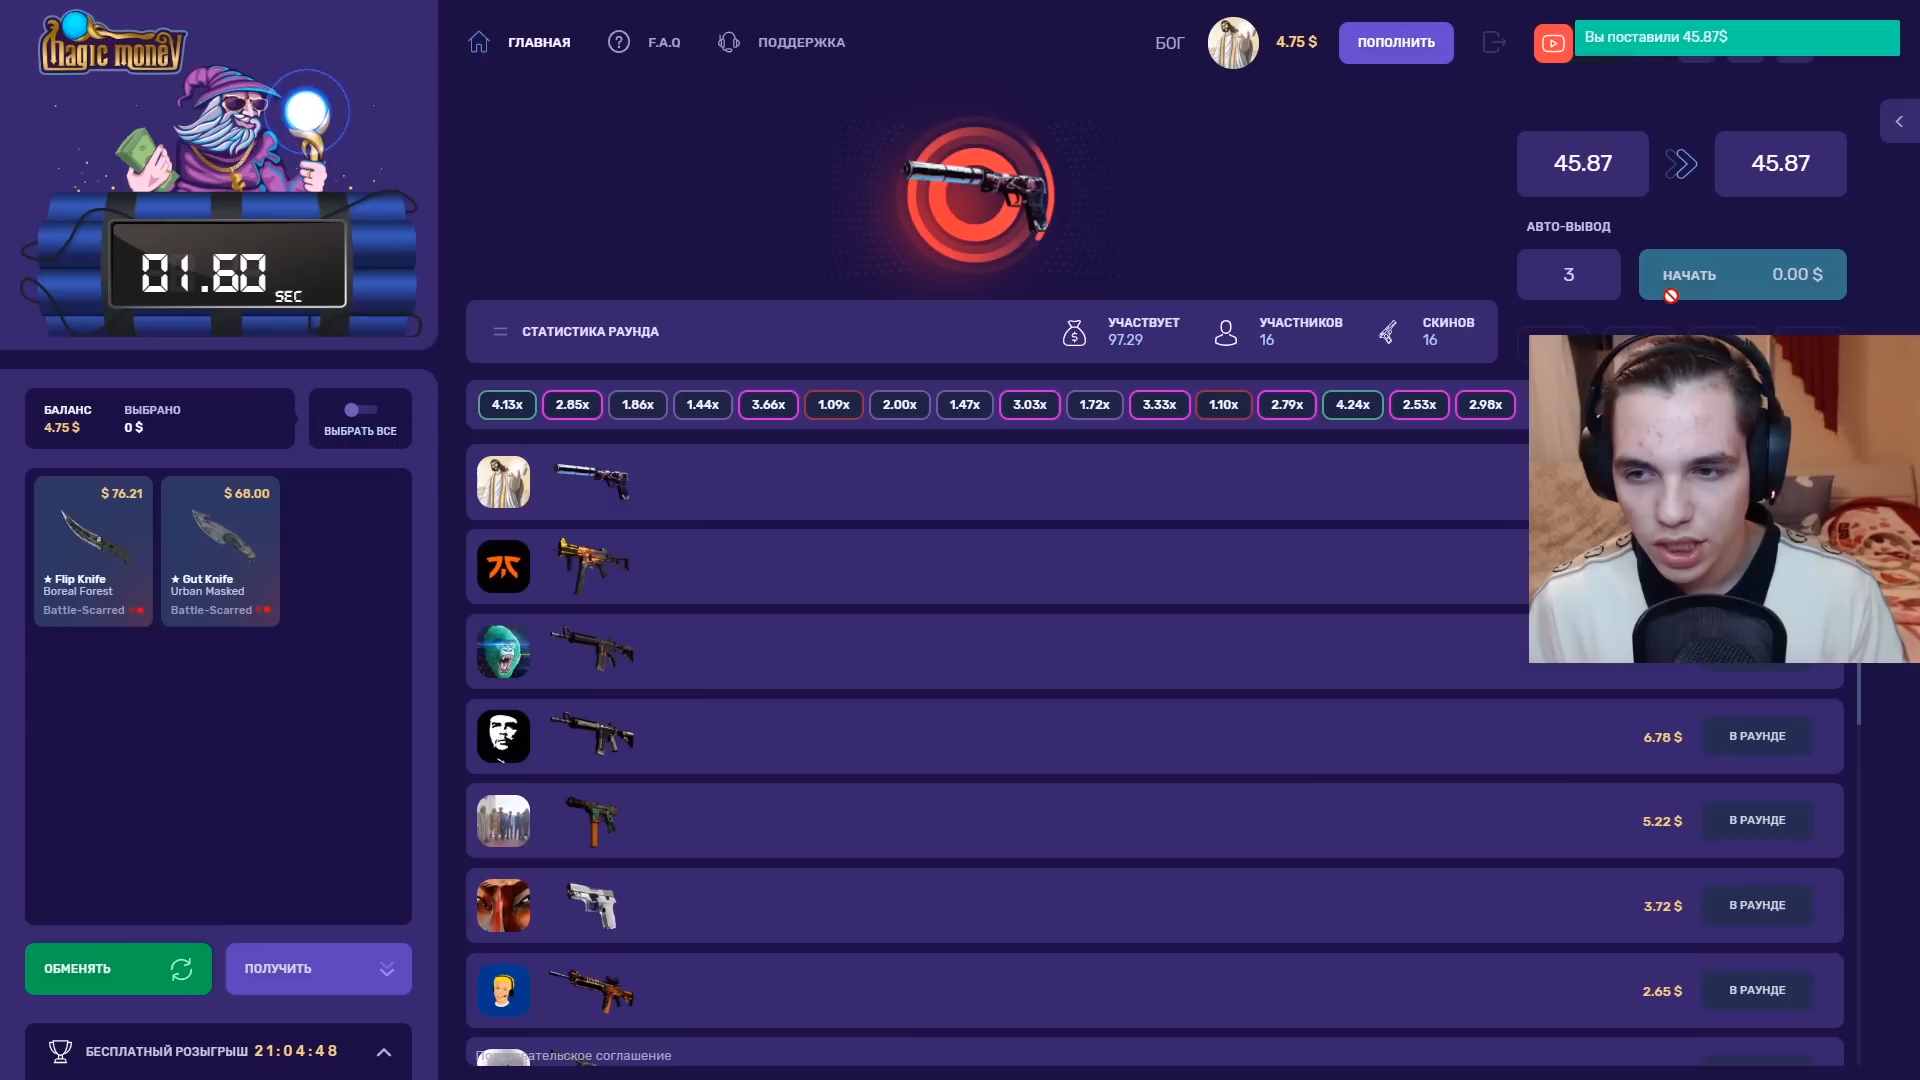 Magic Money
01.60 SEC
ГЛАВНАЯ
F.A.Q
ПОДДЕРЖКА
БОГ
4.75 $
ПОПОЛНИТЬ
Вы поставили 45.87$
45.87
45.87
АВТО-ВЫВОД
3
НАЧАТЬ 0.00 $
СТАТИСТИКА РАУНДА
УЧАСТВУЕТ
97.29
УЧАСТНИКОВ
16
СКИНОВ
16
4.13x 2.85x 1.86x 1.44x 3.66x 1.09x 2.00x 1.47x 3.03x 1.72x 3.33x 1.10x 2.79x 4.24x 2.53x 2.98x
БАЛАНС
4.75 $
ВЫБРАНО
0 $
ВЫБРАТЬ ВСЕ
$ 76.21
★ Flip Knife
Boreal Forest
Battle-Scarred
$ 68.00
★ Gut Knife
Urban Masked
Battle-Scarred
6.78 $ В РАУНДЕ
5.22 $ В РАУНДЕ
3.72 $ В РАУНДЕ
2.65 $ В РАУНДЕ
ОБМЕНЯТЬ
ПОЛУЧИТЬ
БЕСПЛАТНЫЙ РОЗЫГРЫШ 21:04:48
соглашение